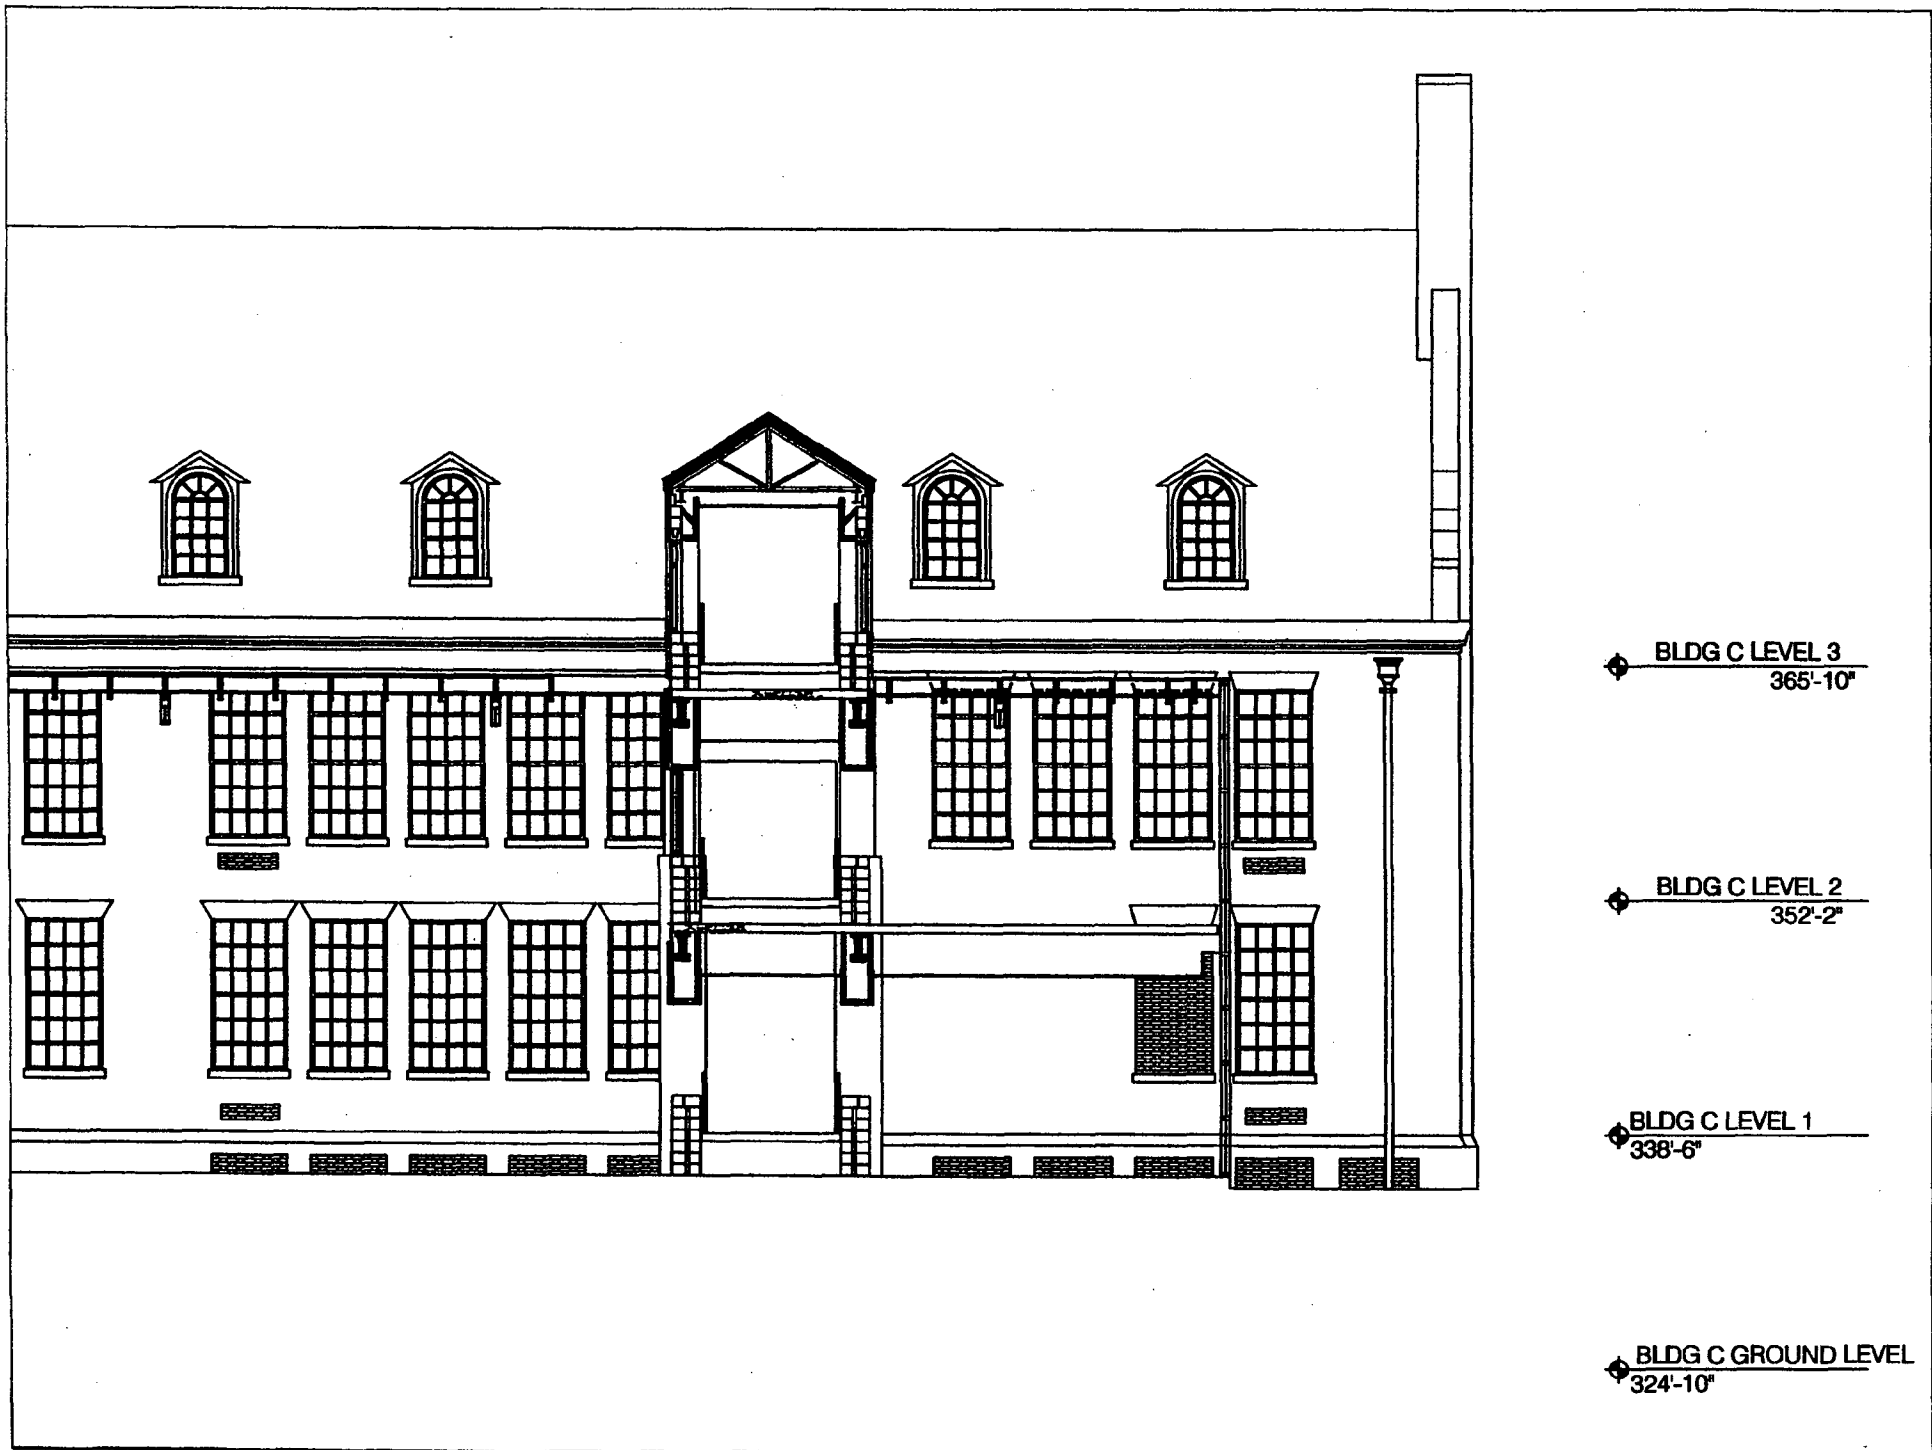 BLDG C LEVEL 3
365'-10"
BLDG C LEVEL 2
352'-2"
BLDG C LEVEL 1
338'-6"
BLDG C GROUND LEVEL
324'-10"